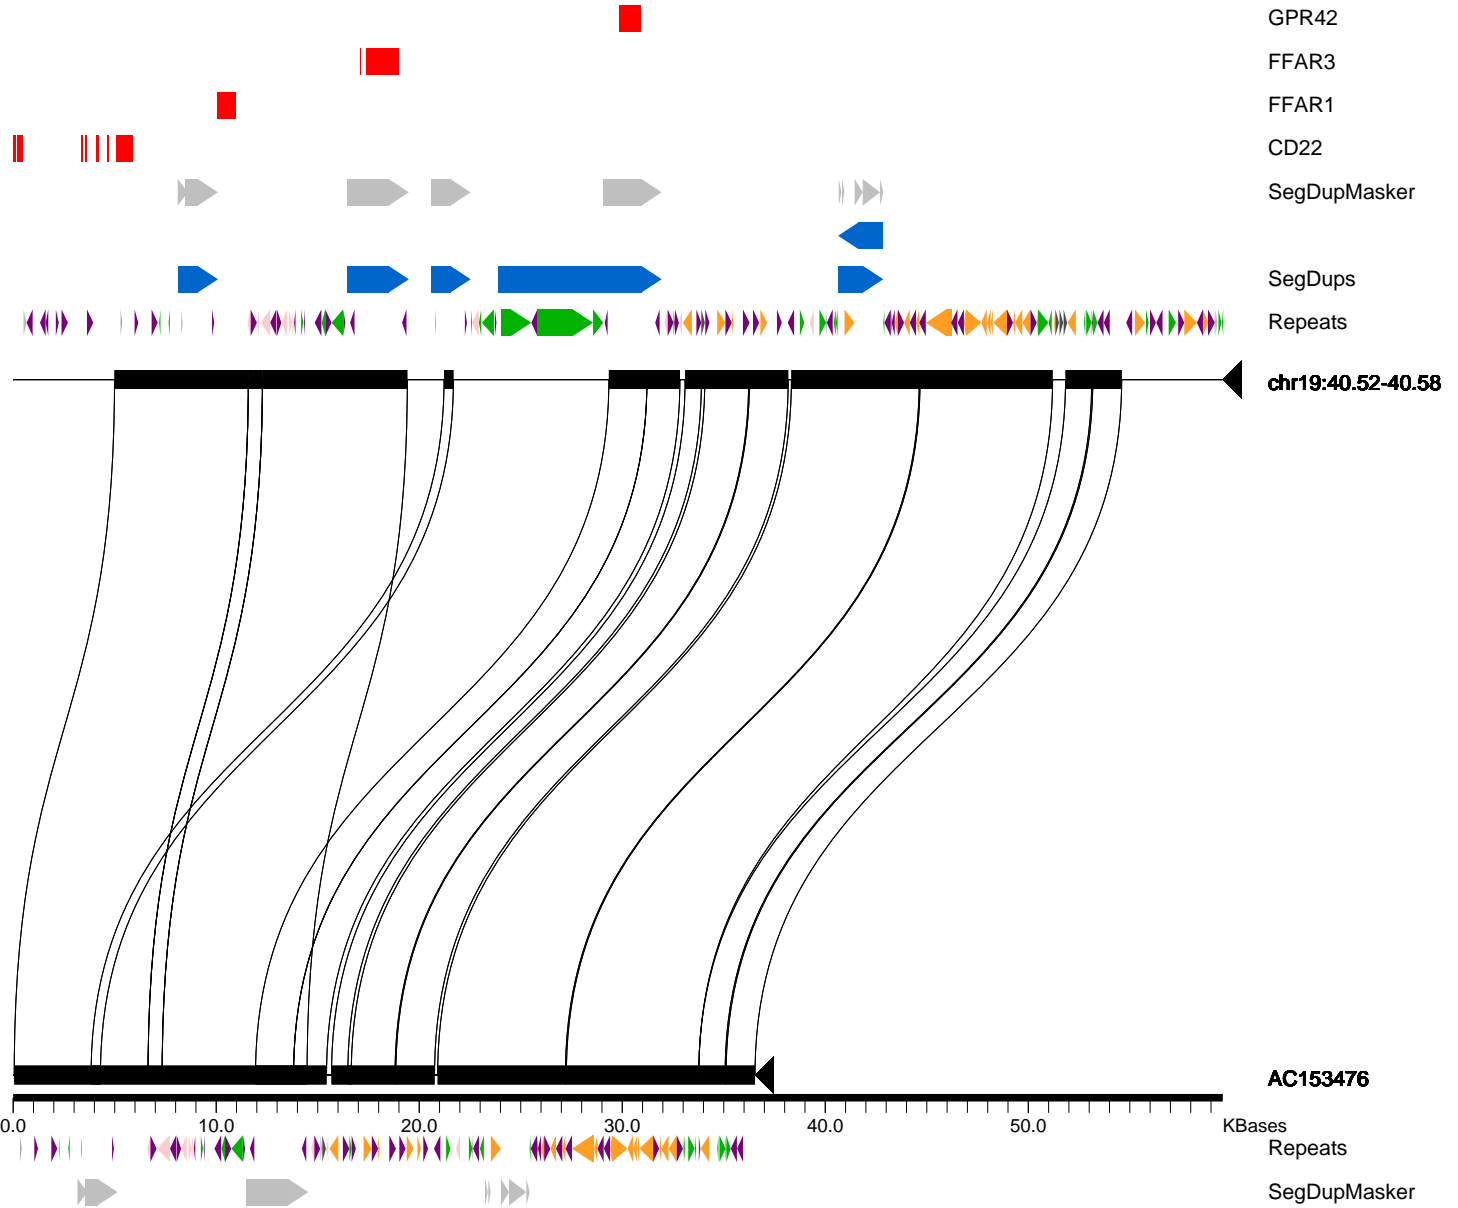 GPR42
FFAR3
FFAR1
CD22
SegDupMasker
SegDups
Repeats
chr19:40.52-40.58
AC153476
0.0 10.0 20.0 30.0 40.0 50.0 KBases
Repeats
SegDupMasker